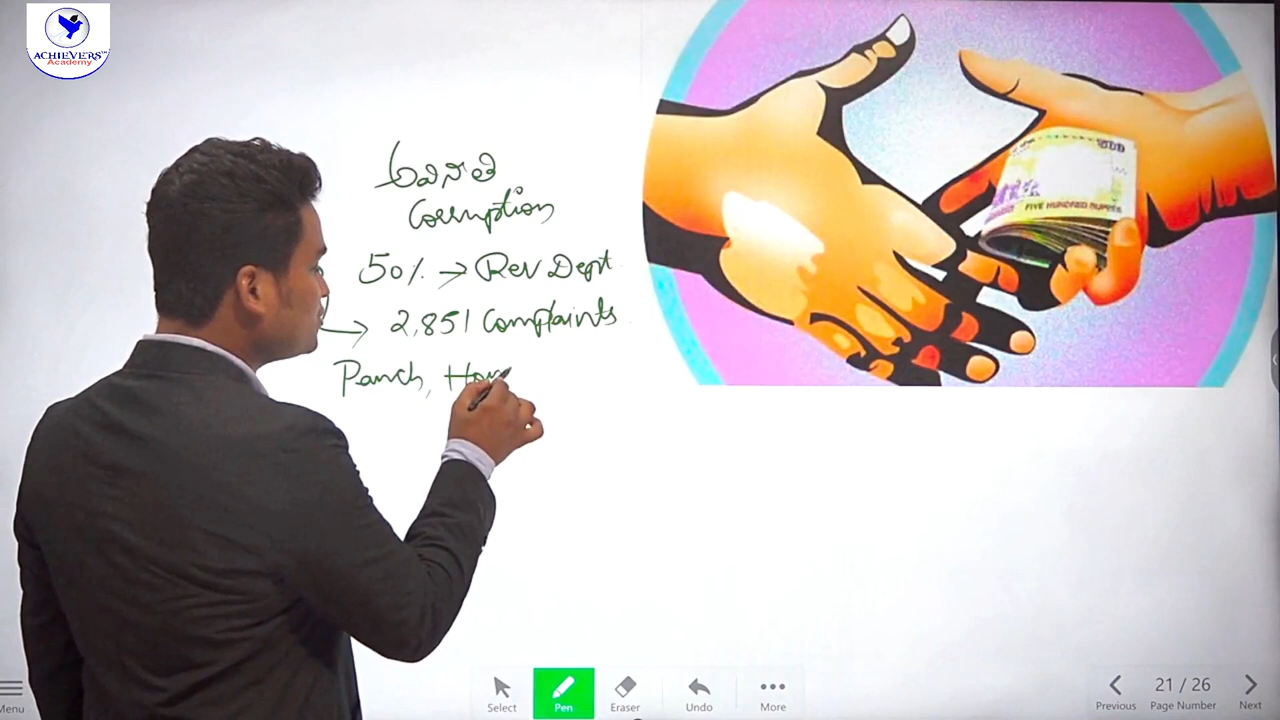 ACHIEVERS
Academy
అవినీతి
Corruption
50% → Rev Dept
→ 2,851 Complaints
Panch, Hom
FIVE HUNDRED RUPEES
Menu
Select
Pen
Eraser
Undo
More
Previous
21 / 26
Page Number
Next